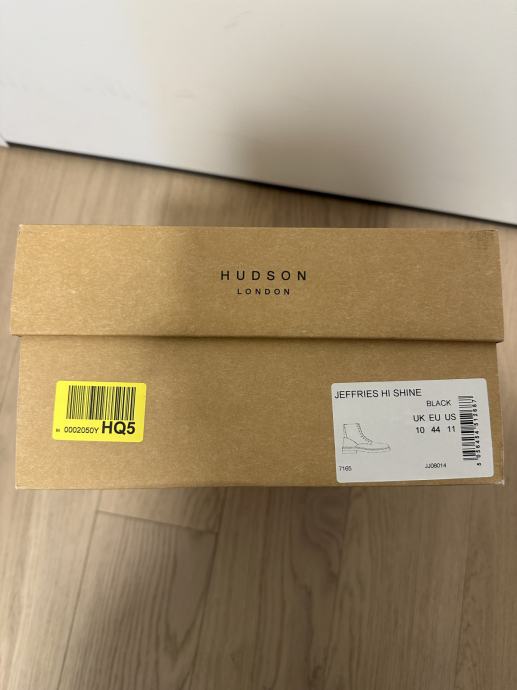 HUDSON
LONDON
0002050Y HQ5
JEFFRIES HI SHINE
BLACK
UK EU US
10 44 11
7165
JJ08014